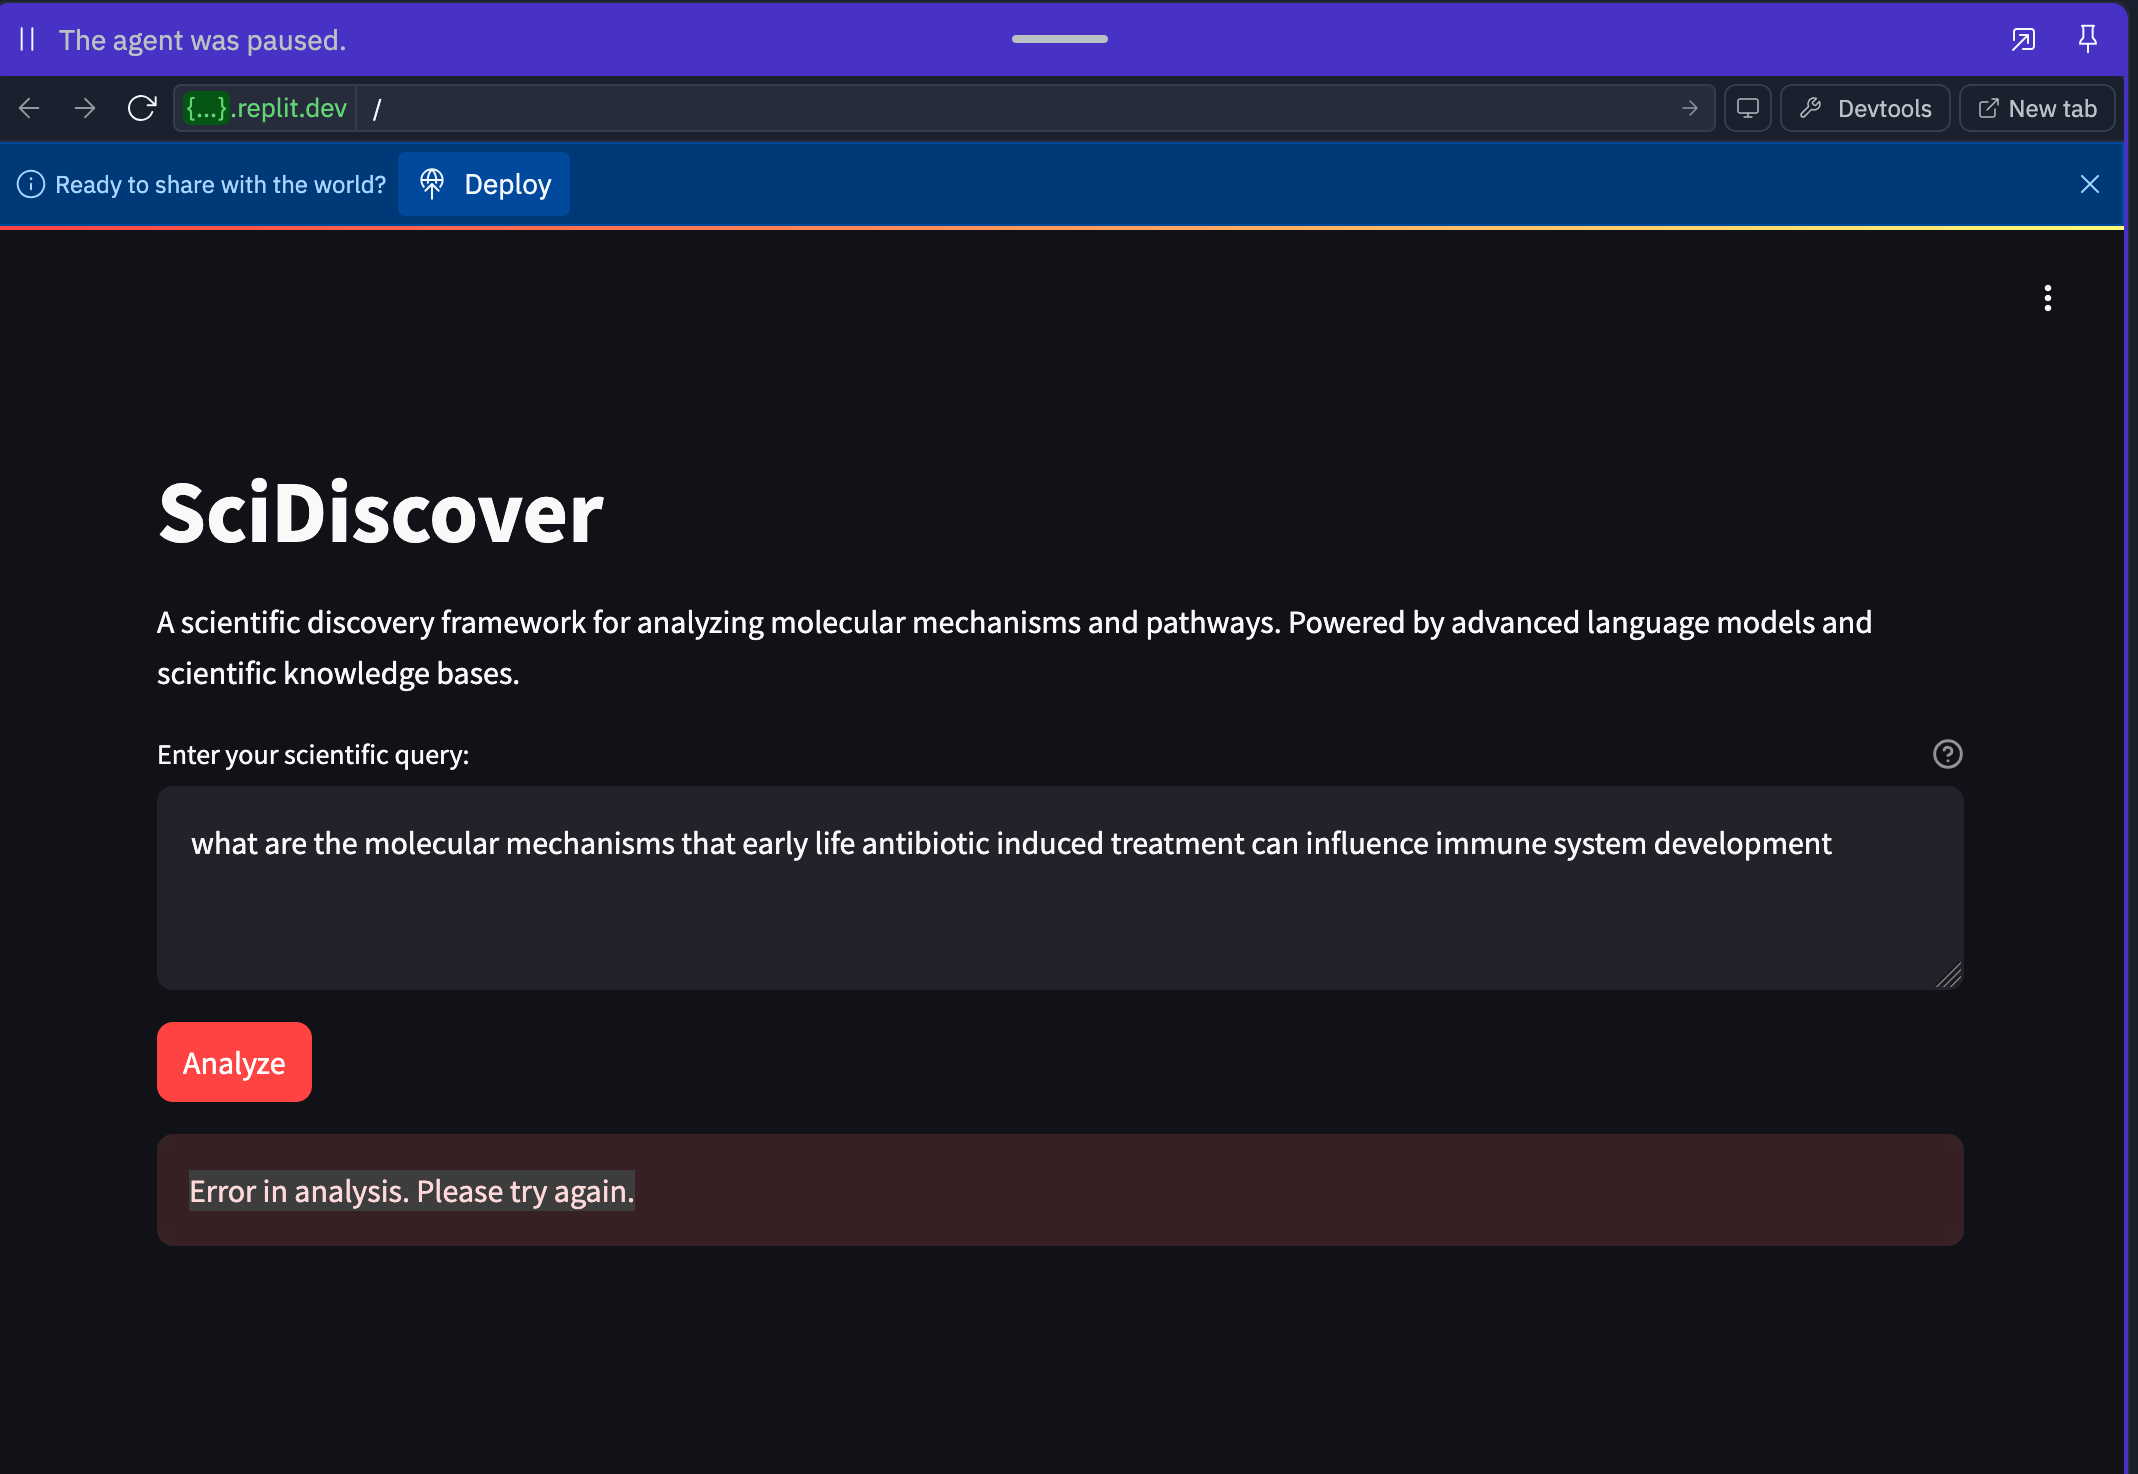 The agent was paused.
{...}.replit.dev /
Devtools
New tab
Ready to share with the world?
Deploy
SciDiscover
A scientific discovery framework for analyzing molecular mechanisms and pathways. Powered by advanced language models and
scientific knowledge bases.
Enter your scientific query:
what are the molecular mechanisms that early life antibiotic induced treatment can influence immune system development
Analyze
Error in analysis. Please try again.